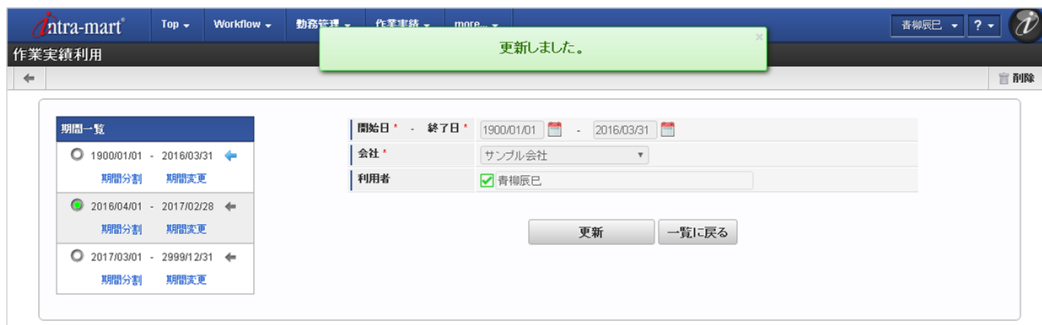 intra-mart Top Workflow 勤務管理 作業実績 more... 青柳辰巳 ?
更新しました。 ×
作業実績利用
削除
期間一覧
1900/01/01 - 2016/03/31
期間分割 期間変更
2016/04/01 - 2017/02/28
期間分割 期間変更
2017/03/01 - 2999/12/31
期間分割 期間変更
開始日 * - 終了日 * 1900/01/01 - 2016/03/31
会社 * サンプル会社
利用者 青柳辰巳
更新 一覧に戻る